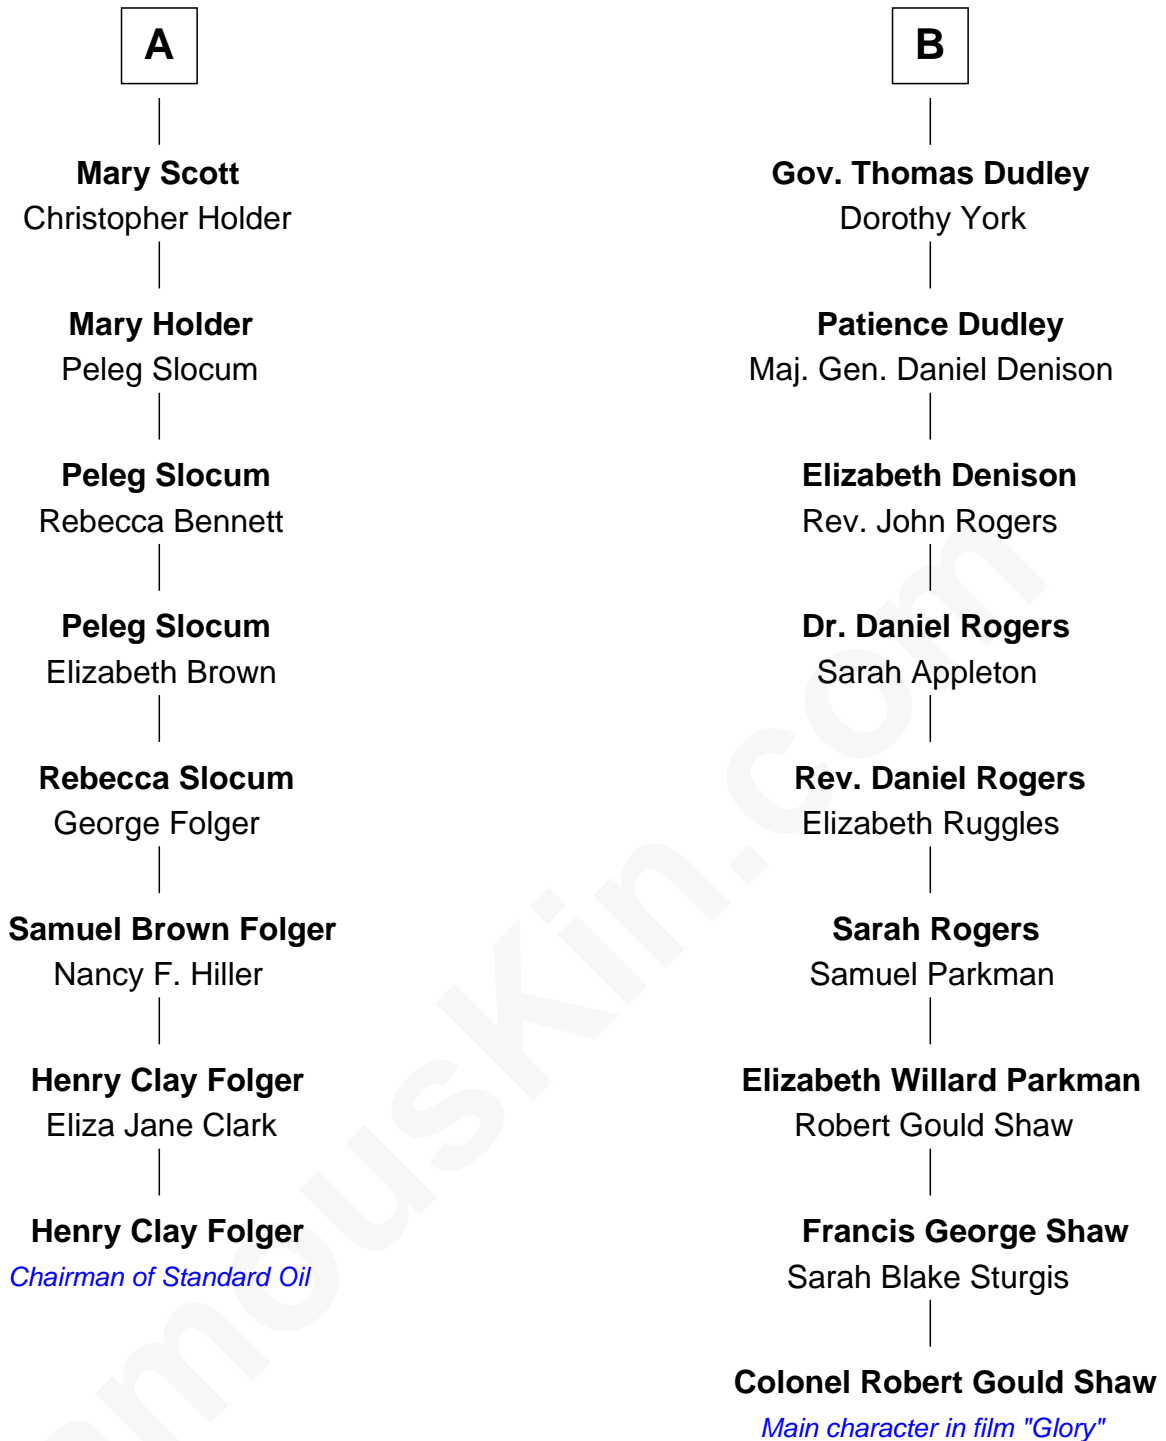 A
Mary Scott
Christopher Holder
Mary Holder
Peleg Slocum
Peleg Slocum
Rebecca Bennett
Peleg Slocum
Elizabeth Brown
Rebecca Slocum
George Folger
Samuel Brown Folger
Nancy F. Hiller
Henry Clay Folger
Eliza Jane Clark
Henry Clay Folger
Chairman of Standard Oil
B
Gov. Thomas Dudley
Dorothy York
Patience Dudley
Maj. Gen. Daniel Denison
Elizabeth Denison
Rev. John Rogers
Dr. Daniel Rogers
Sarah Appleton
Rev. Daniel Rogers
Elizabeth Ruggles
Sarah Rogers
Samuel Parkman
Elizabeth Willard Parkman
Robert Gould Shaw
Francis George Shaw
Sarah Blake Sturgis
Colonel Robert Gould Shaw
Main character in film "Glory"
amouskin.com